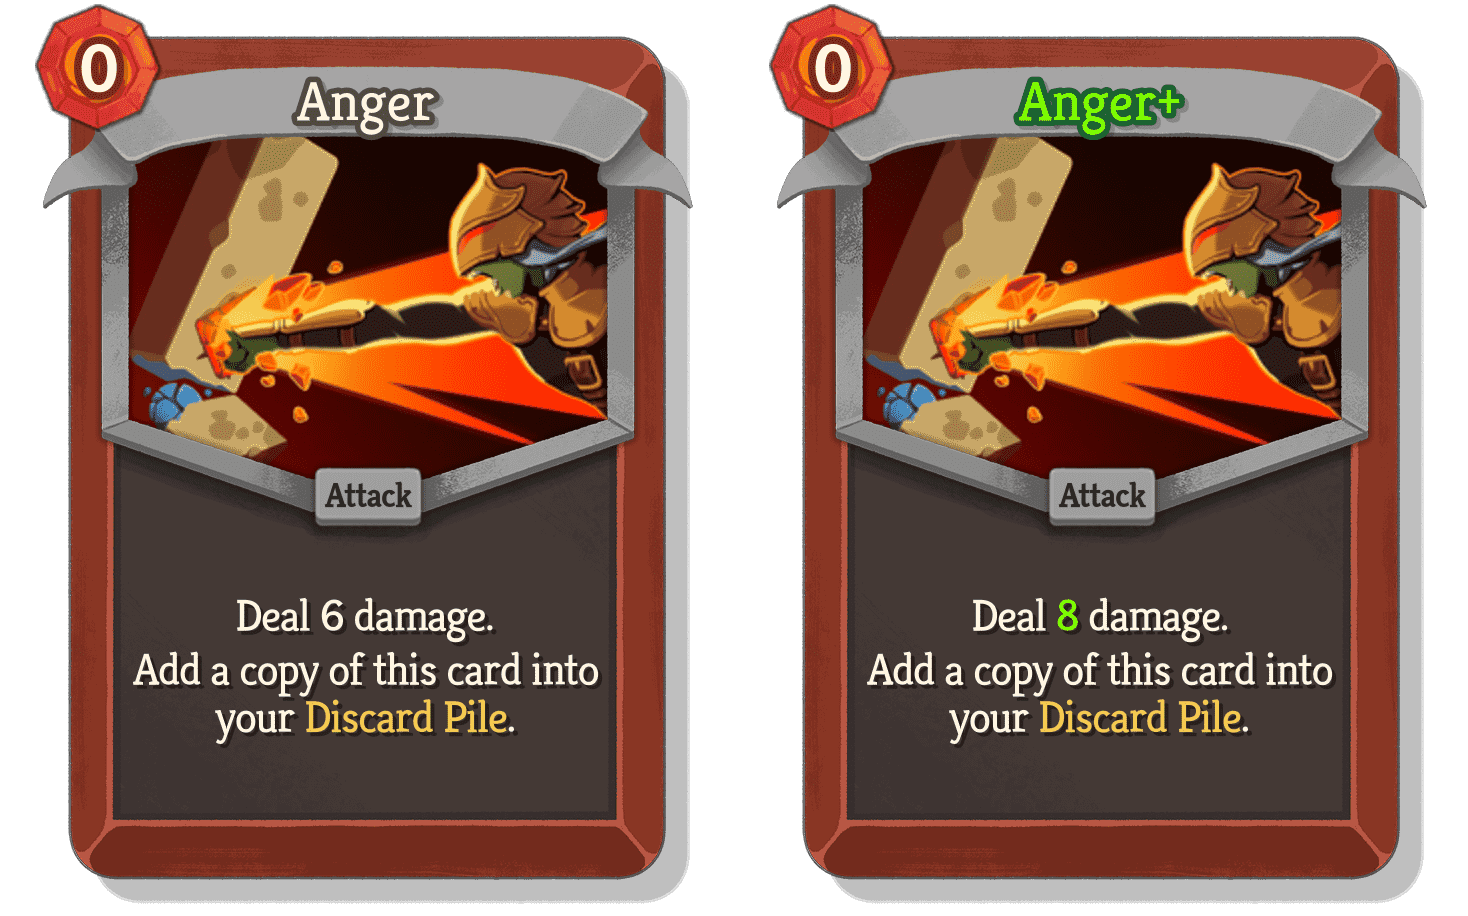 0
Anger
Attack
Deal 6 damage.
Add a copy of this card into
your Discard Pile.
0
Anger+
Attack
Deal 8 damage.
Add a copy of this card into
your Discard Pile.